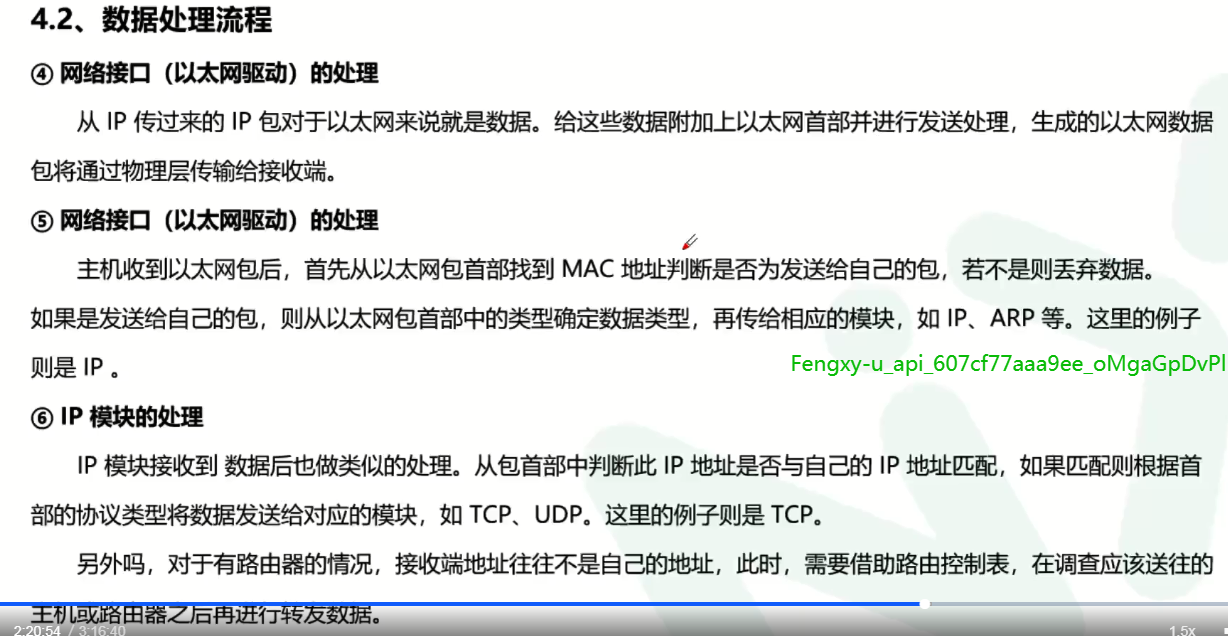 4.2、数据处理流程
④ 网络接口（以太网驱动）的处理
从 IP 传过来的 IP 包对于以太网来说就是数据。给这些数据附加上以太网首部并进行发送处理，生成的以太网数据
包将通过物理层传输给接收端。
⑤ 网络接口（以太网驱动）的处理
主机收到以太网包后，首先从以太网包首部找到 MAC 地址判断是否为发送给自己的包，若不是则丢弃数据。
如果是发送给自己的包，则从以太网包首部中的类型确定数据类型，再传给相应的模块，如 IP、ARP 等。这里的例子
则是 IP 。
Fengxy-u_api_607cf77aaa9ee_oMgaGpDvPl
⑥ IP 模块的处理
IP 模块接收到 数据后也做类似的处理。从包首部中判断此 IP 地址是否与自己的 IP 地址匹配，如果匹配则根据首
部的协议类型将数据发送给对应的模块，如 TCP、UDP。这里的例子则是 TCP。
另外吗，对于有路由器的情况，接收端地址往往不是自己的地址，此时，需要借助路由控制表，在调查应该送往的
主机或路由器之后再进行转发数据。
2:20:54 / 3:16:40
1.5x